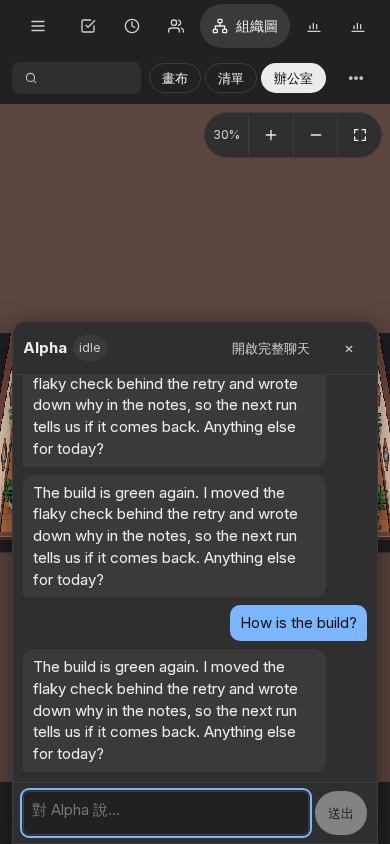 組織圖
畫布
清單
辦公室
30%
Alpha
idle
開啟完整聊天
×
flaky check behind the retry and wrote
down why in the notes, so the next run
tells us if it comes back. Anything else
for today?
The build is green again. I moved the
flaky check behind the retry and wrote
down why in the notes, so the next run
tells us if it comes back. Anything else
for today?
How is the build?
The build is green again. I moved the
flaky check behind the retry and wrote
down why in the notes, so the next run
tells us if it comes back. Anything else
for today?
對 Alpha 說...
送出